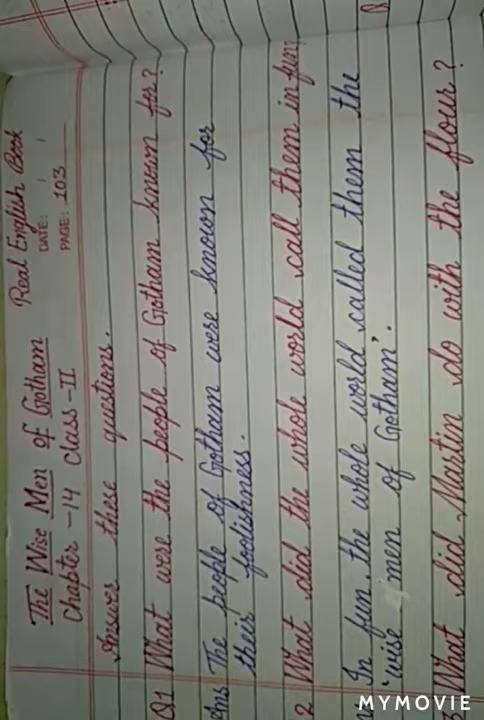 The Wise Men of Gotham Real English Book
Chapter - 14 Class - II DATE:
PAGE: 103
Answer these questions.
Q1 What were the people of Gotham known for?
Ans The people of Gotham were known for
their foolishness.
2 What did the whole world call them in fun?
In fun, the whole world called them the
'wise men of Gotham'.
What did Martin do with the flour?
MYMOVIE